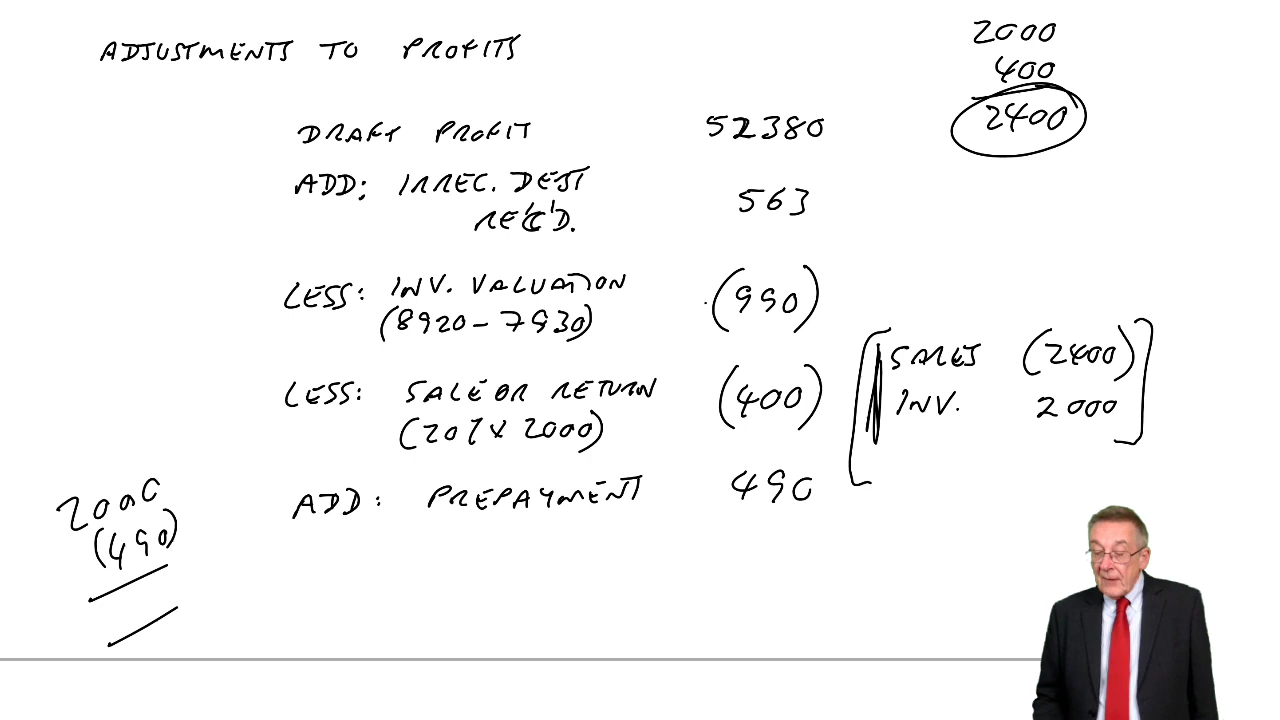 ADJUSTMENTS TO PROFITS
2000
400
2400
DRAFT PROFIT 52380
ADD: IRREC. DEBT
REC'D. 563
LESS: INV. VALUATION (990)
(8920 - 7930)
LESS: SALE OR RETURN (400)
(20% x 2000)
SALES (2400)
INV. 2000
ADD: PREPAYMENT 490
2000
(490)